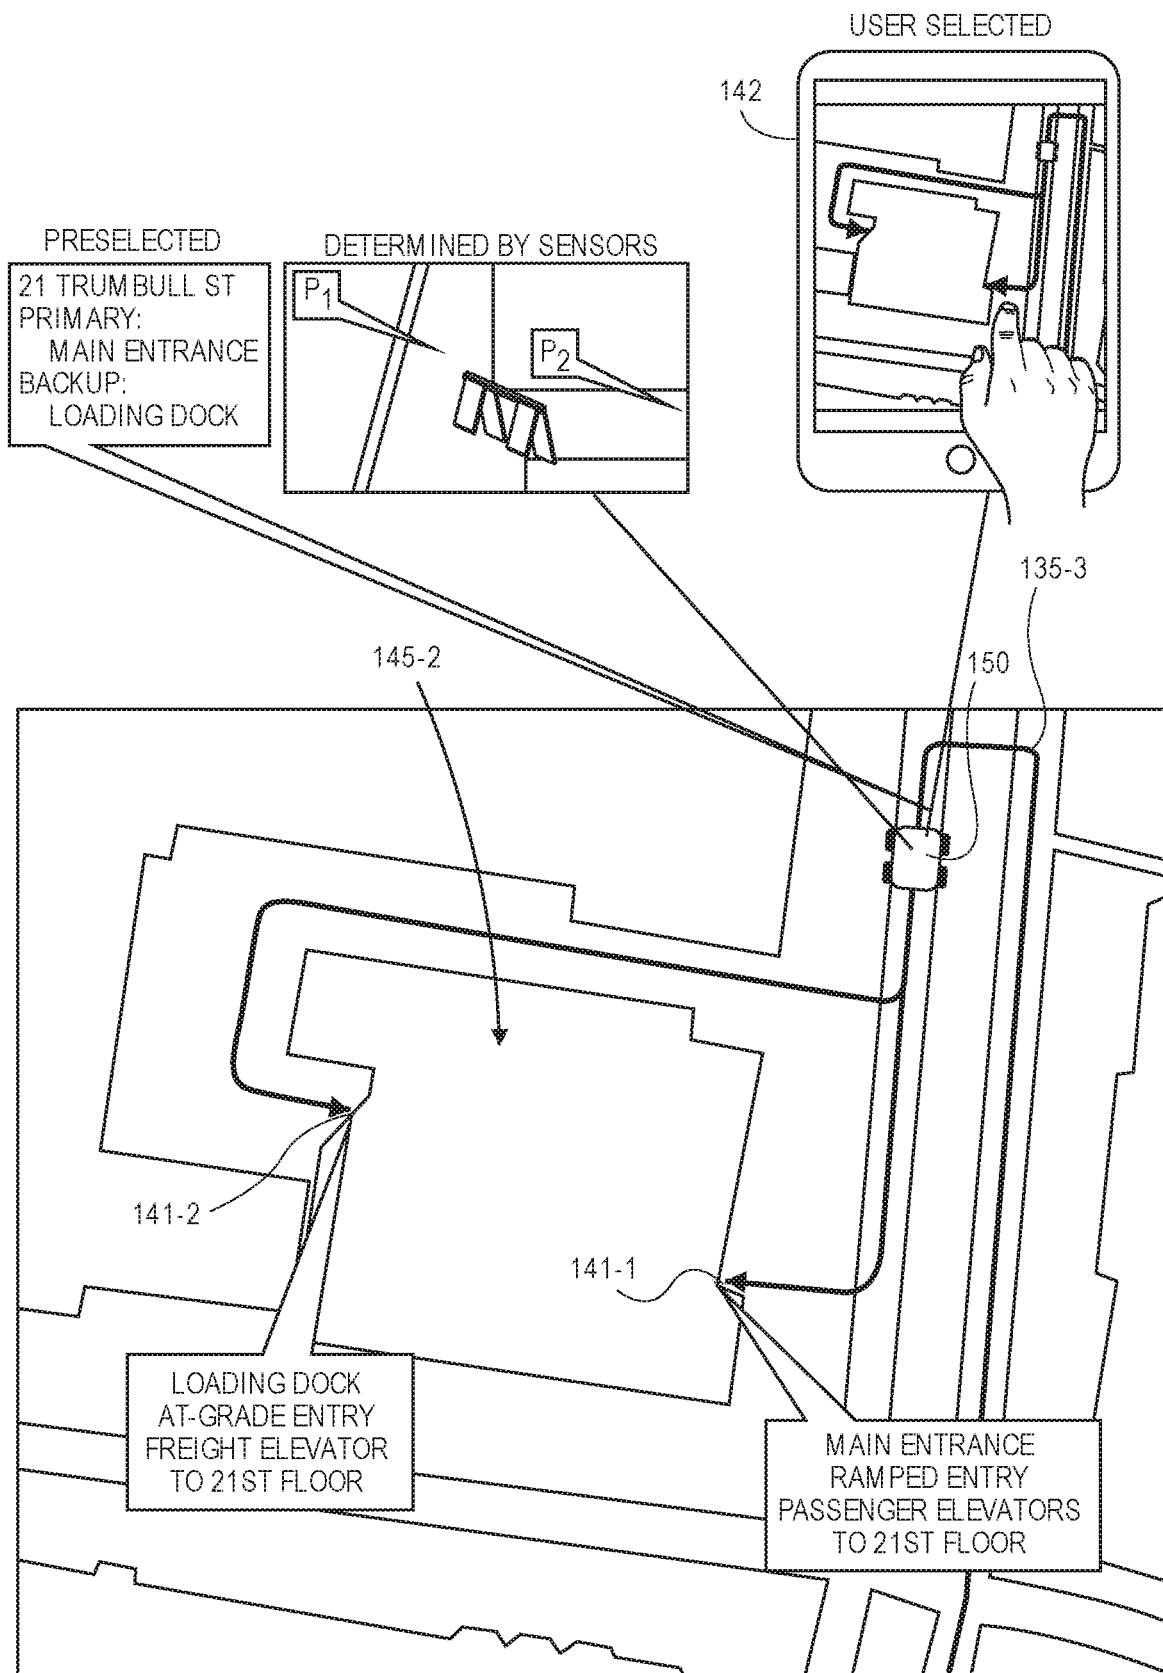 USER SELECTED
142
PRESELECTED
21 TRUMBULL ST
PRIMARY:
MAIN ENTRANCE
BACKUP:
LOADING DOCK
DETERMINED BY SENSORS
P1
P2
135-3
145-2
150
141-2
141-1
LOADING DOCK
AT-GRADE ENTRY
FREIGHT ELEVATOR
TO 21ST FLOOR
MAIN ENTRANCE
RAMPED ENTRY
PASSENGER ELEVATORS
TO 21ST FLOOR